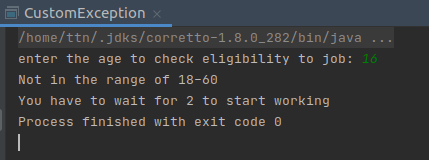 CustomException
/home/ttn/.jdks/corretto-1.8.0_282/bin/java ...
enter the age to check eligibility to job: 16
Not in the range of 18-60
You have to wait for 2 to start working
Process finished with exit code 0